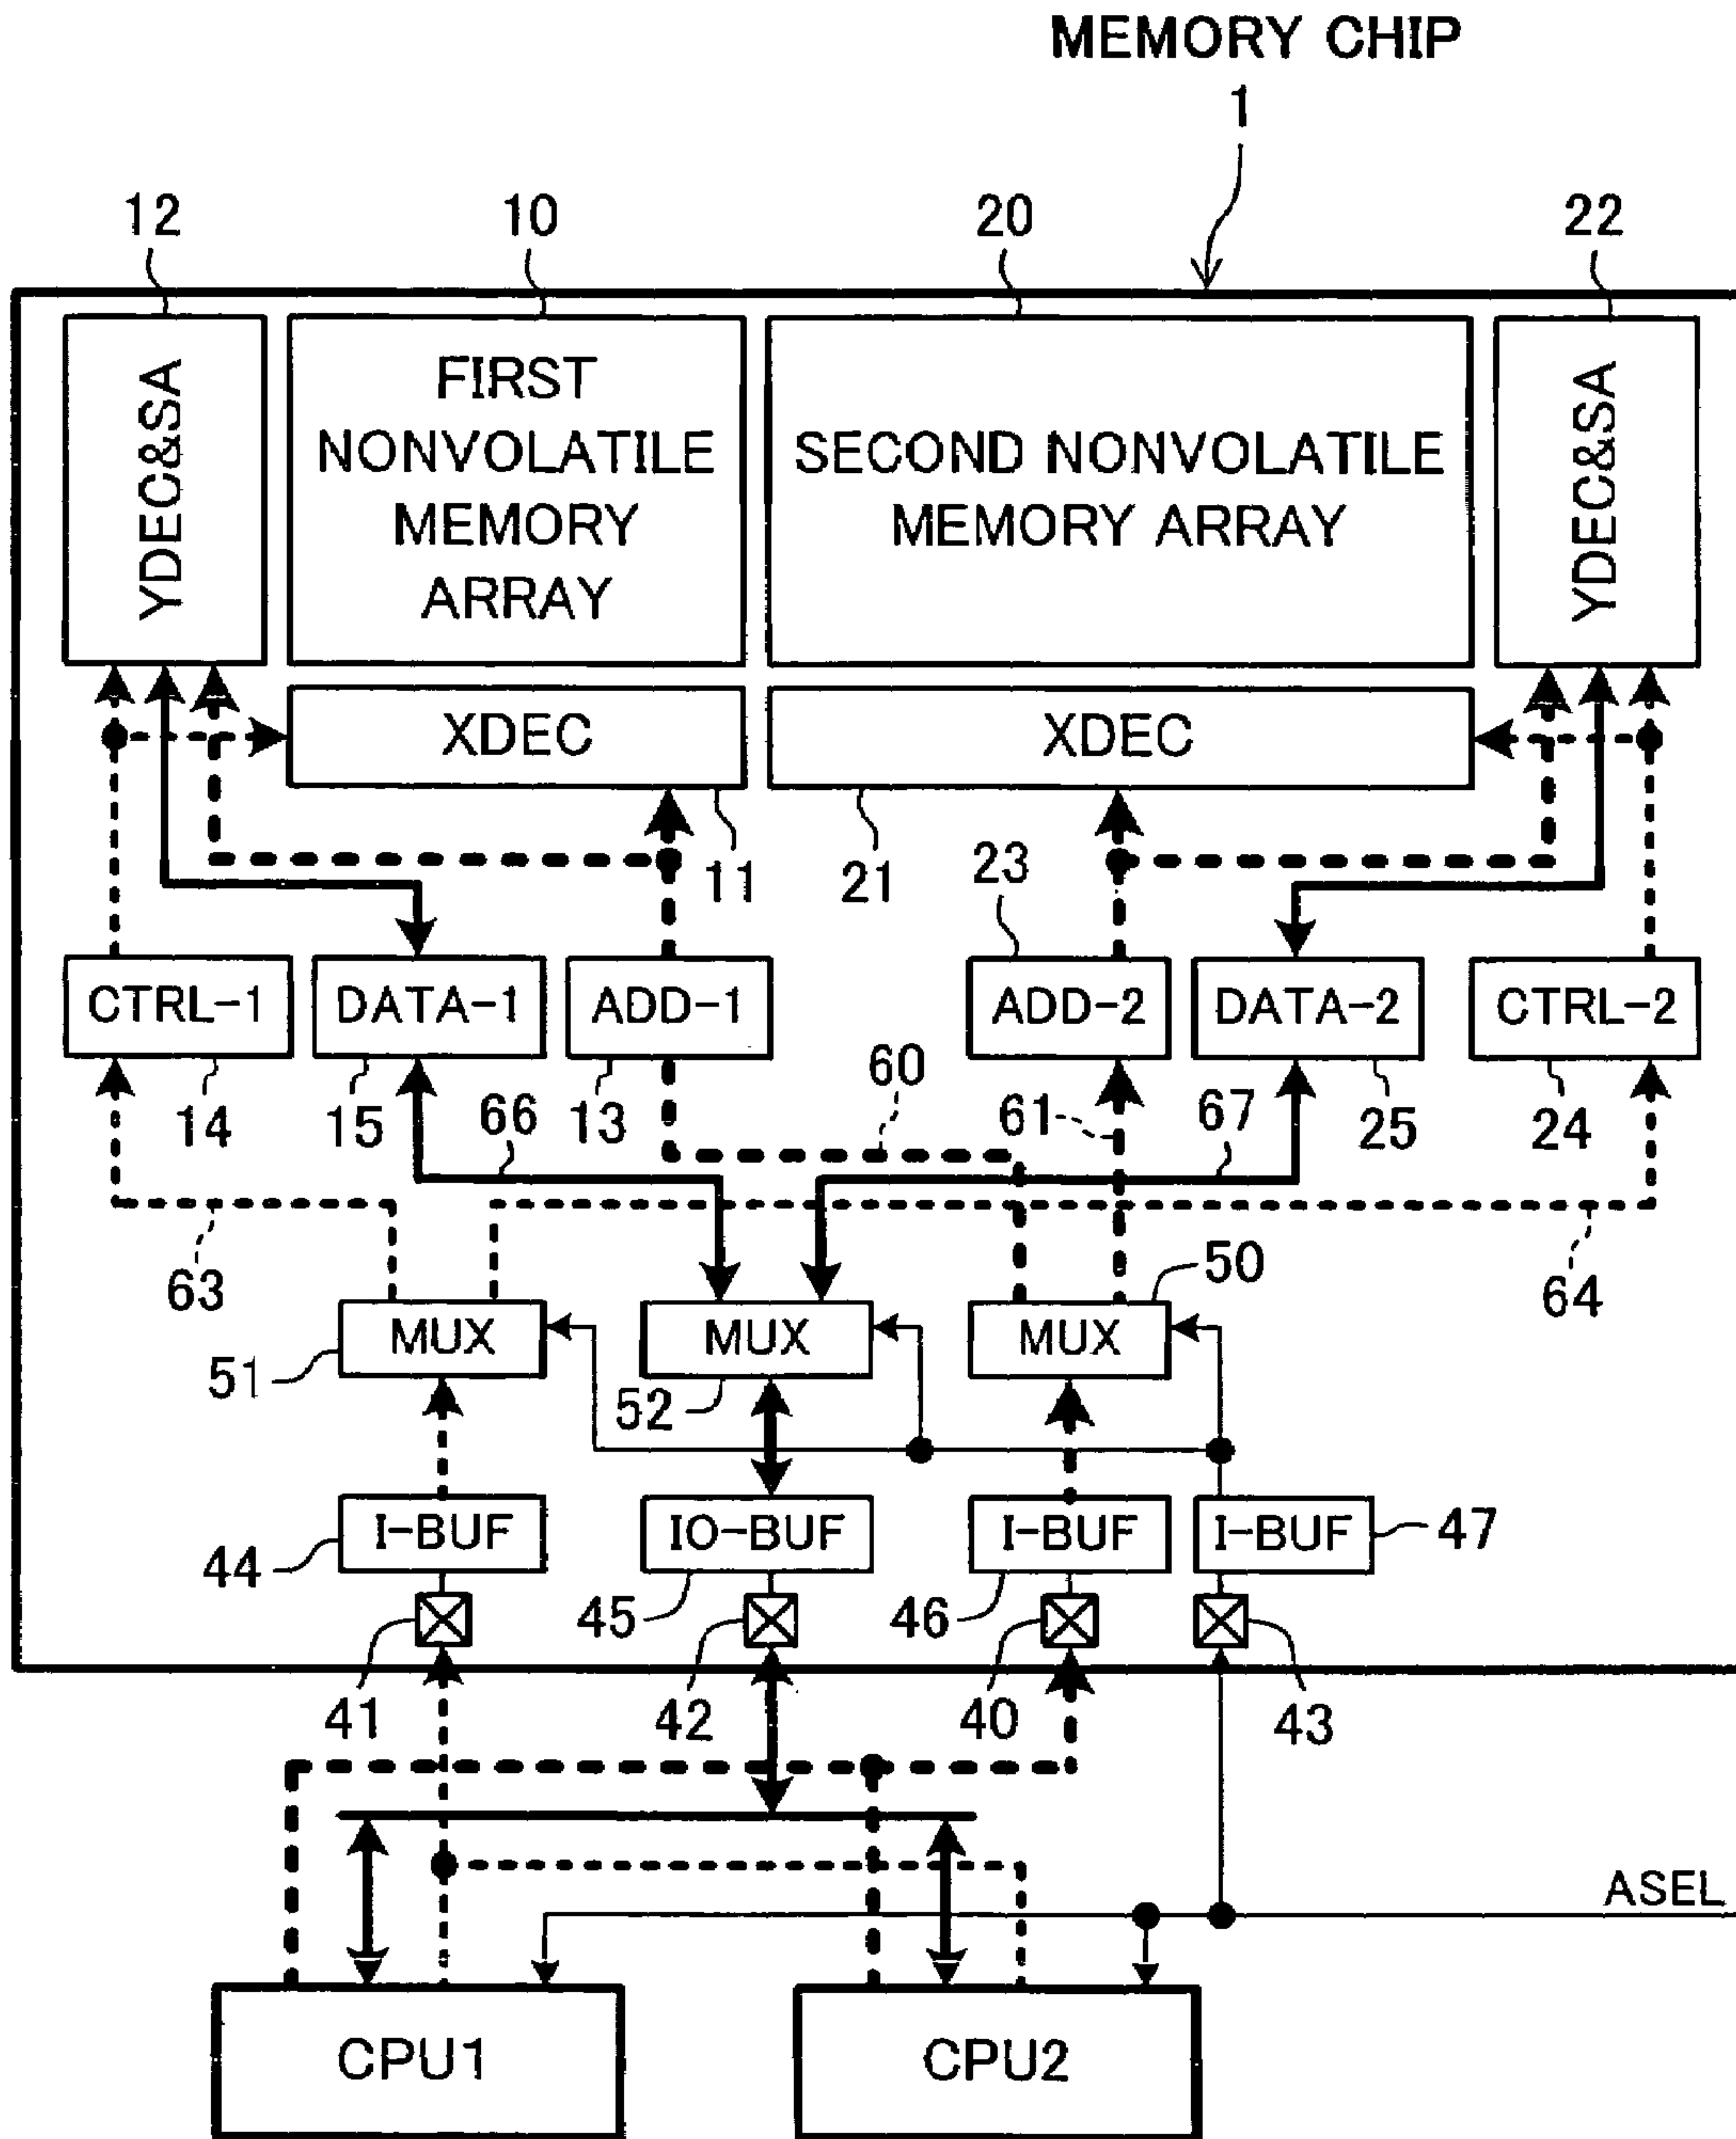 MEMORY CHIP
1
12
10
20
22
YDEC&SA
FIRST
NONVOLATILE
MEMORY
ARRAY
SECOND NONVOLATILE
MEMORY ARRAY
YDEC&SA
XDEC
XDEC
11
21
23
CTRL-1
DATA-1
ADD-1
ADD-2
DATA-2
CTRL-2
14
15
66
13
60
61
67
25
24
63
64
50
MUX
MUX
MUX
51
52
I-BUF
IO-BUF
I-BUF
I-BUF
47
44
45
46
41
42
40
43
ASEL
CPU1
CPU2